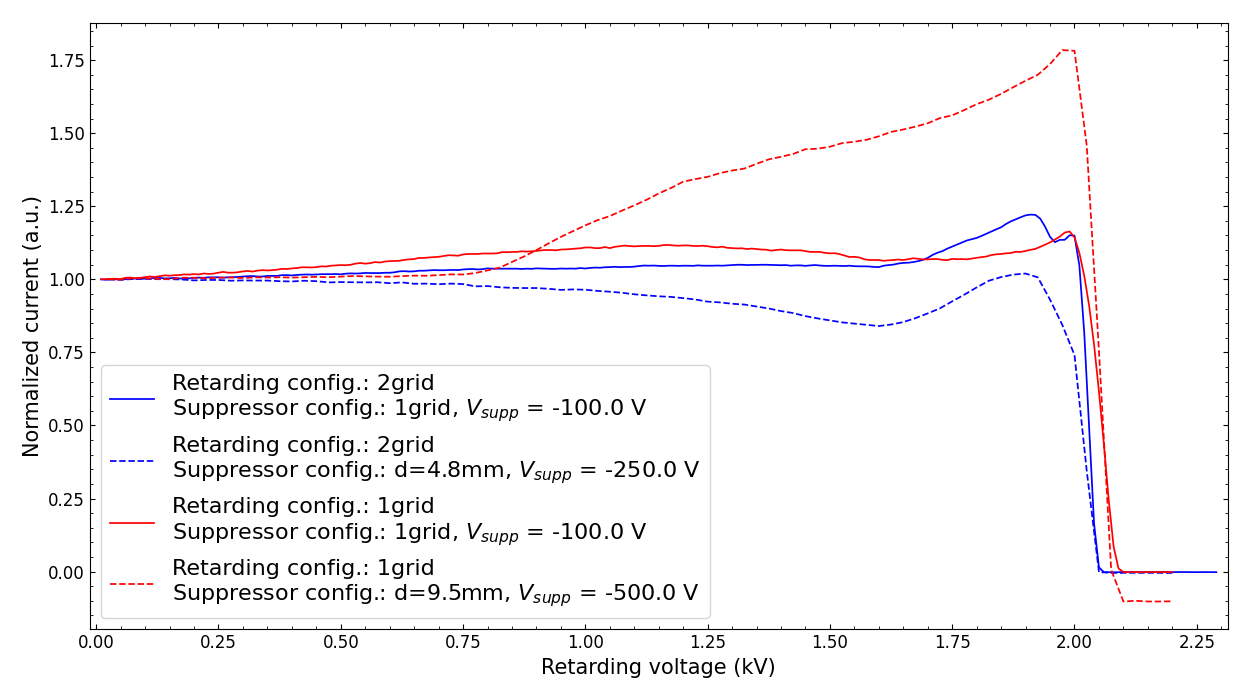 Normalized current (a.u.)
1.75
1.50
1.25
1.00
0.75
0.50
0.25
0.00
Retarding config.: 2grid
Suppressor config.: 1grid, V_supp = -100.0 V
Retarding config.: 2grid
Suppressor config.: d=4.8mm, V_supp = -250.0 V
Retarding config.: 1grid
Suppressor config.: 1grid, V_supp = -100.0 V
Retarding config.: 1grid
Suppressor config.: d=9.5mm, V_supp = -500.0 V
0.00 0.25 0.50 0.75 1.00 1.25 1.50 1.75 2.00 2.25
Retarding voltage (kV)